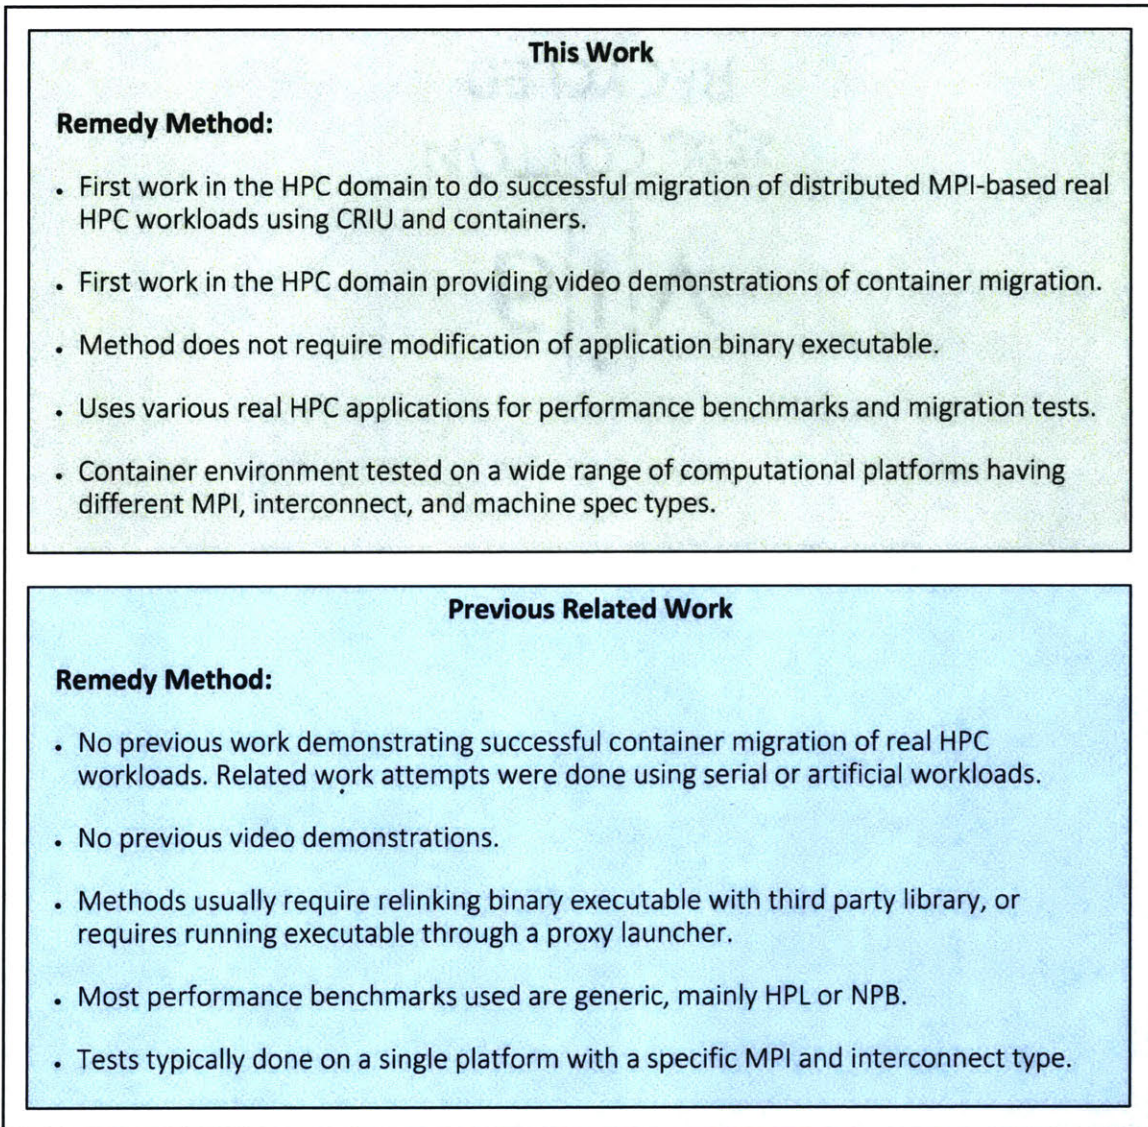 This Work
Remedy Method:
• First work in the HPC domain to do successful migration of distributed MPI-based real
HPC workloads using CRIU and containers.
• First work in the HPC domain providing video demonstrations of container migration.
• Method does not require modification of application binary executable.
• Uses various real HPC applications for performance benchmarks and migration tests.
• Container environment tested on a wide range of computational platforms having
different MPI, interconnect, and machine spec types.
Previous Related Work
Remedy Method:
• No previous work demonstrating successful container migration of real HPC
workloads. Related work attempts were done using serial or artificial workloads.
• No previous video demonstrations.
• Methods usually require relinking binary executable with third party library, or
requires running executable through a proxy launcher.
• Most performance benchmarks used are generic, mainly HPL or NPB.
• Tests typically done on a single platform with a specific MPI and interconnect type.